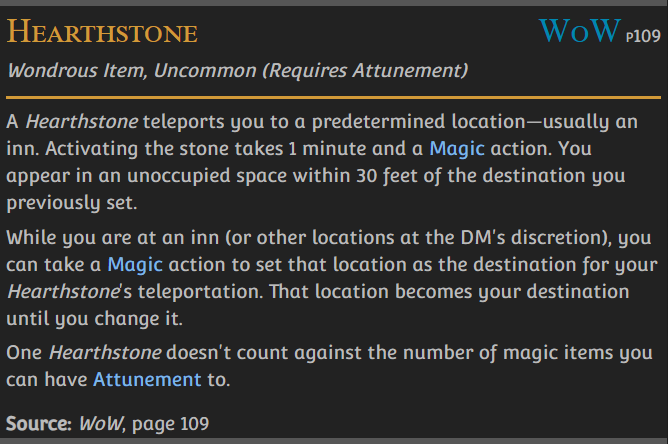 HEARTHSTONE WoW P109
Wondrous Item, Uncommon (Requires Attunement)
A Hearthstone teleports you to a predetermined location—usually an
inn. Activating the stone takes 1 minute and a Magic action. You
appear in an unoccupied space within 30 feet of the destination you
previously set.
While you are at an inn (or other locations at the DM's discretion), you
can take a Magic action to set that location as the destination for your
Hearthstone's teleportation. That location becomes your destination
until you change it.
One Hearthstone doesn't count against the number of magic items you
can have Attunement to.
Source: WoW, page 109